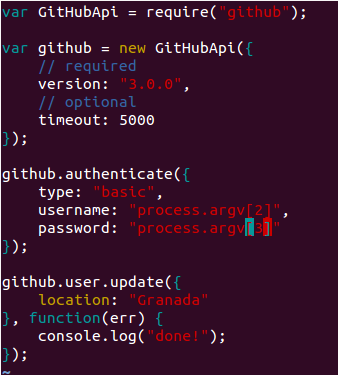 var GitHubApi = require("github");
var github = new GitHubApi({
    // required
    version: "3.0.0",
    // optional
    timeout: 5000
});
github.authenticate({
    type: "basic",
    username: "process.argv[2]",
    password: "process.argv[3]"
});
github.user.update({
    location: "Granada"
}, function(err) {
    console.log("done!");
});
~